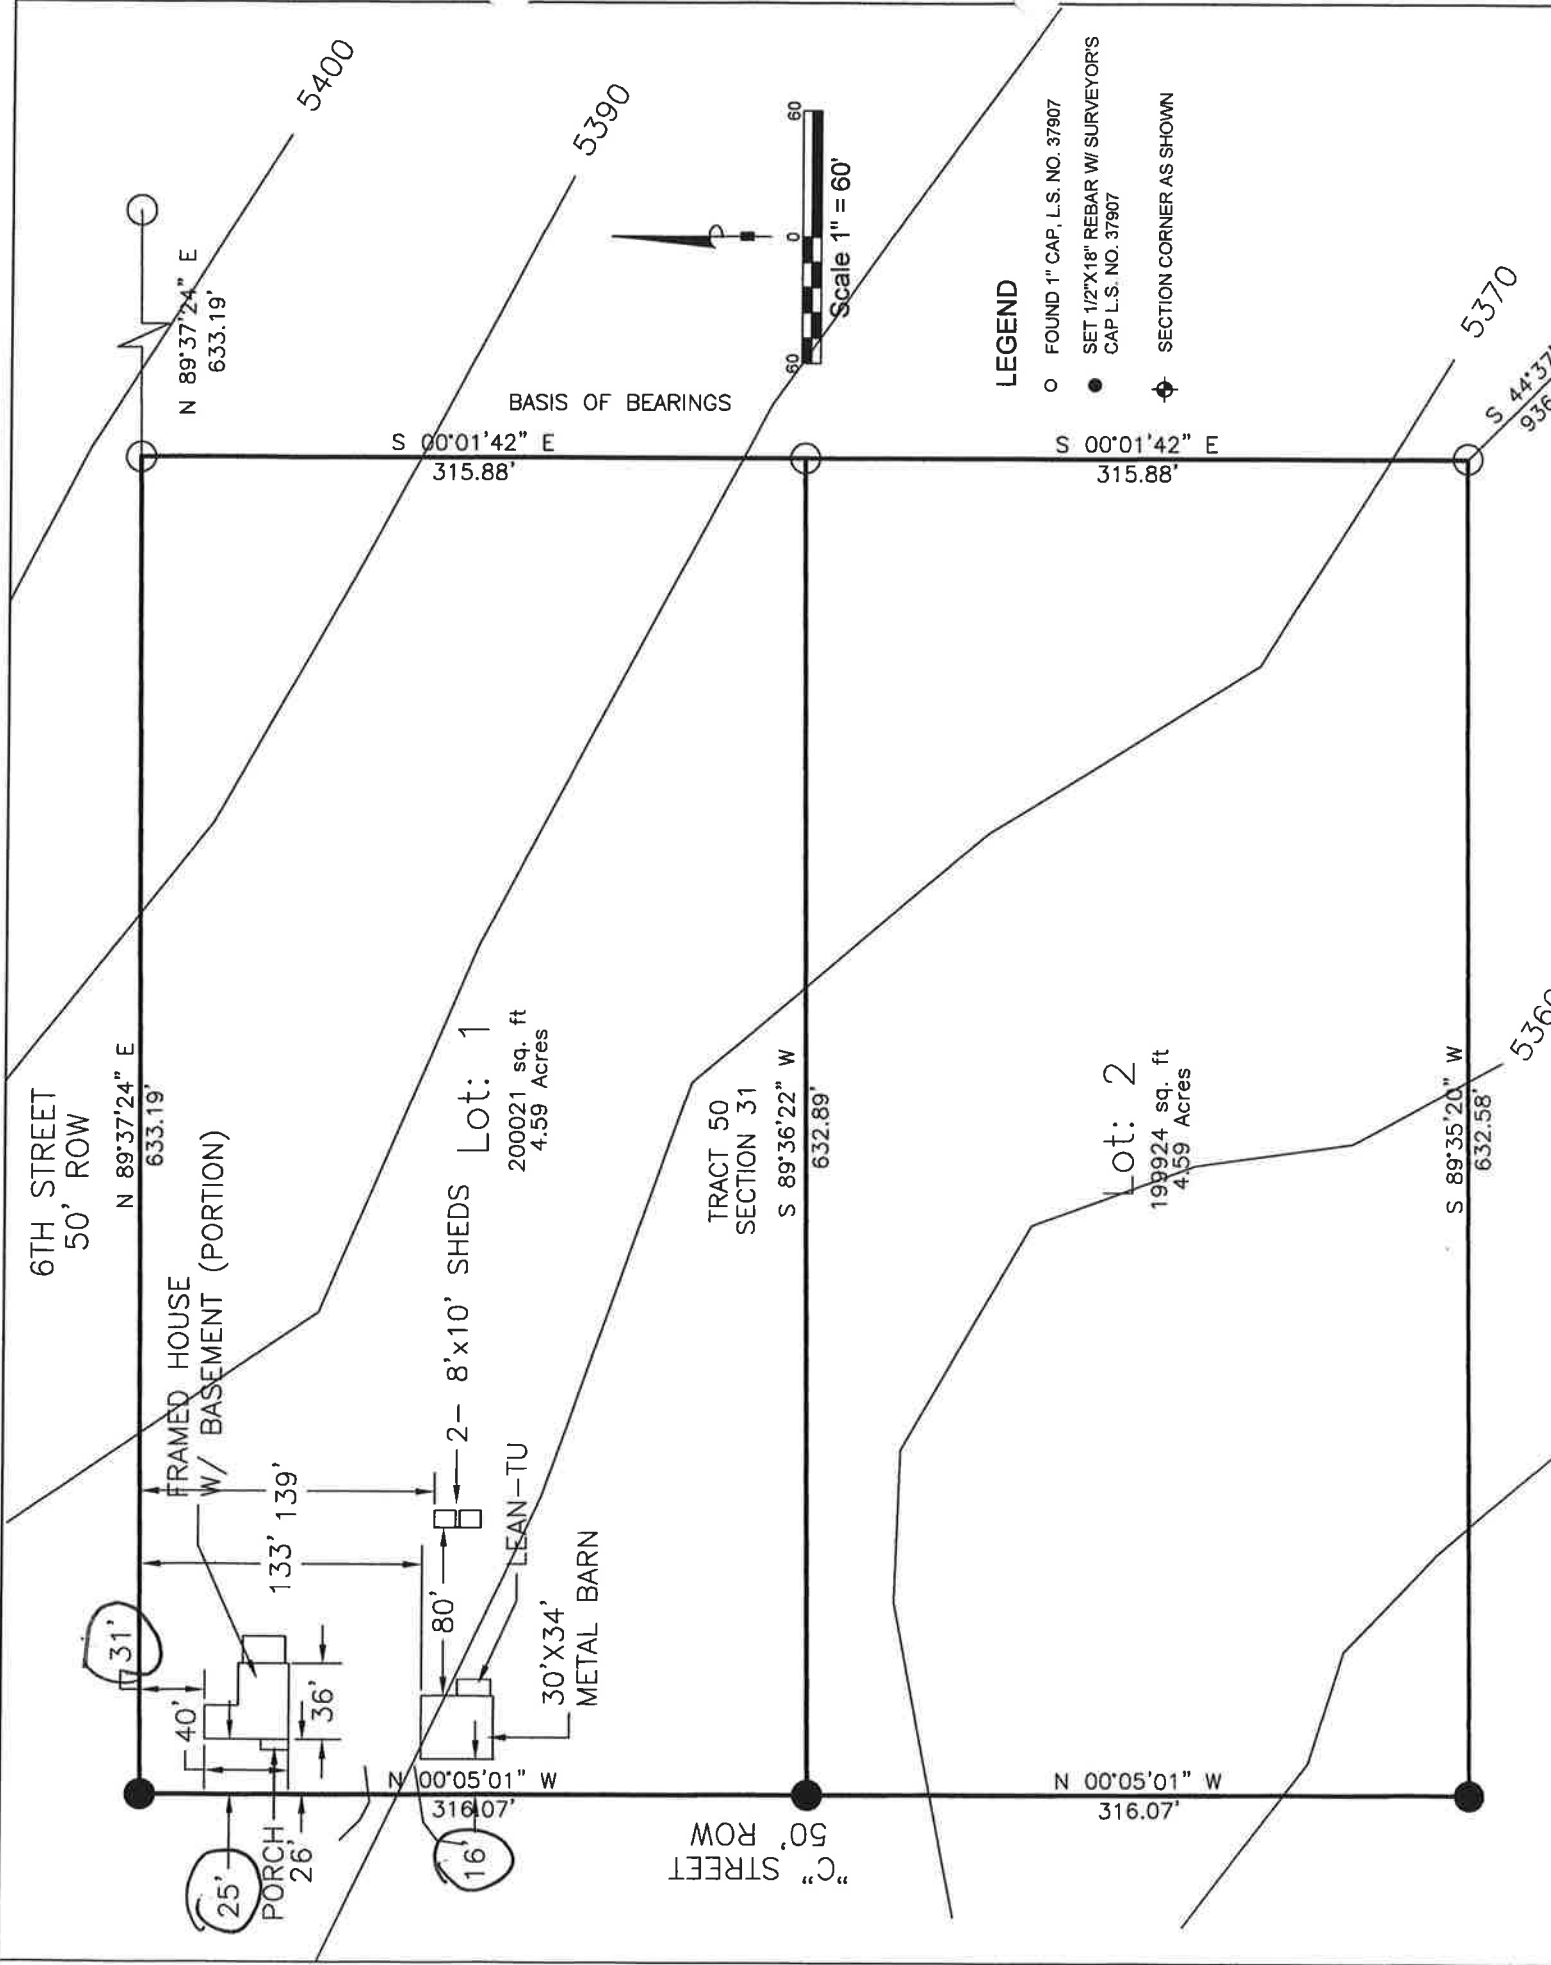 5400
5390
N 89°37'24" E
633.19'
6TH STREET
50' ROW
N 89°37'24" E
633.19'
FRAMED HOUSE
W/ BASEMENT (PORTION)
31'
40'
36'
133'
139'
25'
PORCH
26'
2- 8'x10' SHEDS
80'
LEAN-TU
30'X34'
METAL BARN
16'
Lot: 1
200021 sq. ft
4.59 Acres
BASIS OF BEARINGS
S 00°01'42" E
315.88'
S 00°01'42" E
315.88'
N 00°05'01" W
316.07'
N 00°05'01" W
316.07'
"C" STREET
50' ROW
TRACT 50
SECTION 31
S 89°36'22" W
632.89'
Lot: 2
199924 sq. ft
4.59 Acres
S 89°35'20" W
632.58'
60
0
60
Scale 1" = 60'
LEGEND
FOUND 1" CAP, L.S. NO. 37907
SET 1/2"X18" REBAR W/ SURVEYOR'S
CAP L.S. NO. 37907
SECTION CORNER AS SHOWN
5370
S 44°37'
936
536